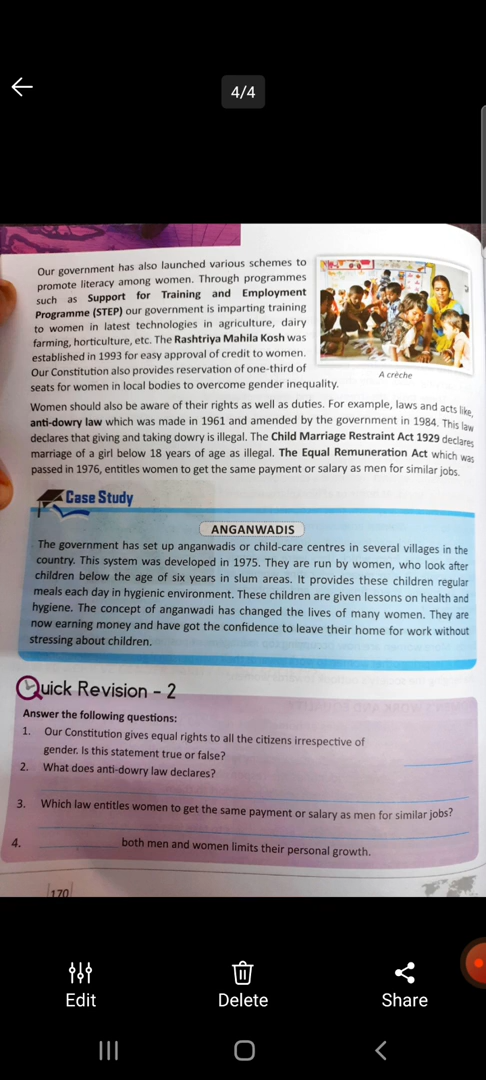 4/4
Our government has also launched various schemes to
promote literacy among women. Through programmes
such as Support for Training and Employment
Programme (STEP) our government is imparting training
to women in latest technologies in agriculture, dairy
farming, horticulture, etc. The Rashtriya Mahila Kosh was
established in 1993 for easy approval of credit to women.
Our Constitution also provides reservation of one-third of
seats for women in local bodies to overcome gender inequality.
A crèche
Women should also be aware of their rights as well as duties. For example, laws and acts like,
anti-dowry law which was made in 1961 and amended by the government in 1984. This law
declares that giving and taking dowry is illegal. The Child Marriage Restraint Act 1929 declares
marriage of a girl below 18 years of age as illegal. The Equal Remuneration Act which was
passed in 1976, entitles women to get the same payment or salary as men for similar jobs.
Case Study
ANGANWADIS
The government has set up anganwadis or child-care centres in several villages in the
country. This system was developed in 1975. They are run by women, who look after
children below the age of six years in slum areas. It provides these children regular
meals each day in hygienic environment. These children are given lessons on health and
hygiene. The concept of anganwadi has changed the lives of many women. They are
now earning money and have got the confidence to leave their home for work without
stressing about children.
Quick Revision - 2
Answer the following questions:
1. Our Constitution gives equal rights to all the citizens irrespective of
gender. Is this statement true or false?
2. What does anti-dowry law declares?
3. Which law entitles women to get the same payment or salary as men for similar jobs?
4. both men and women limits their personal growth.
170
Edit
Delete
Share